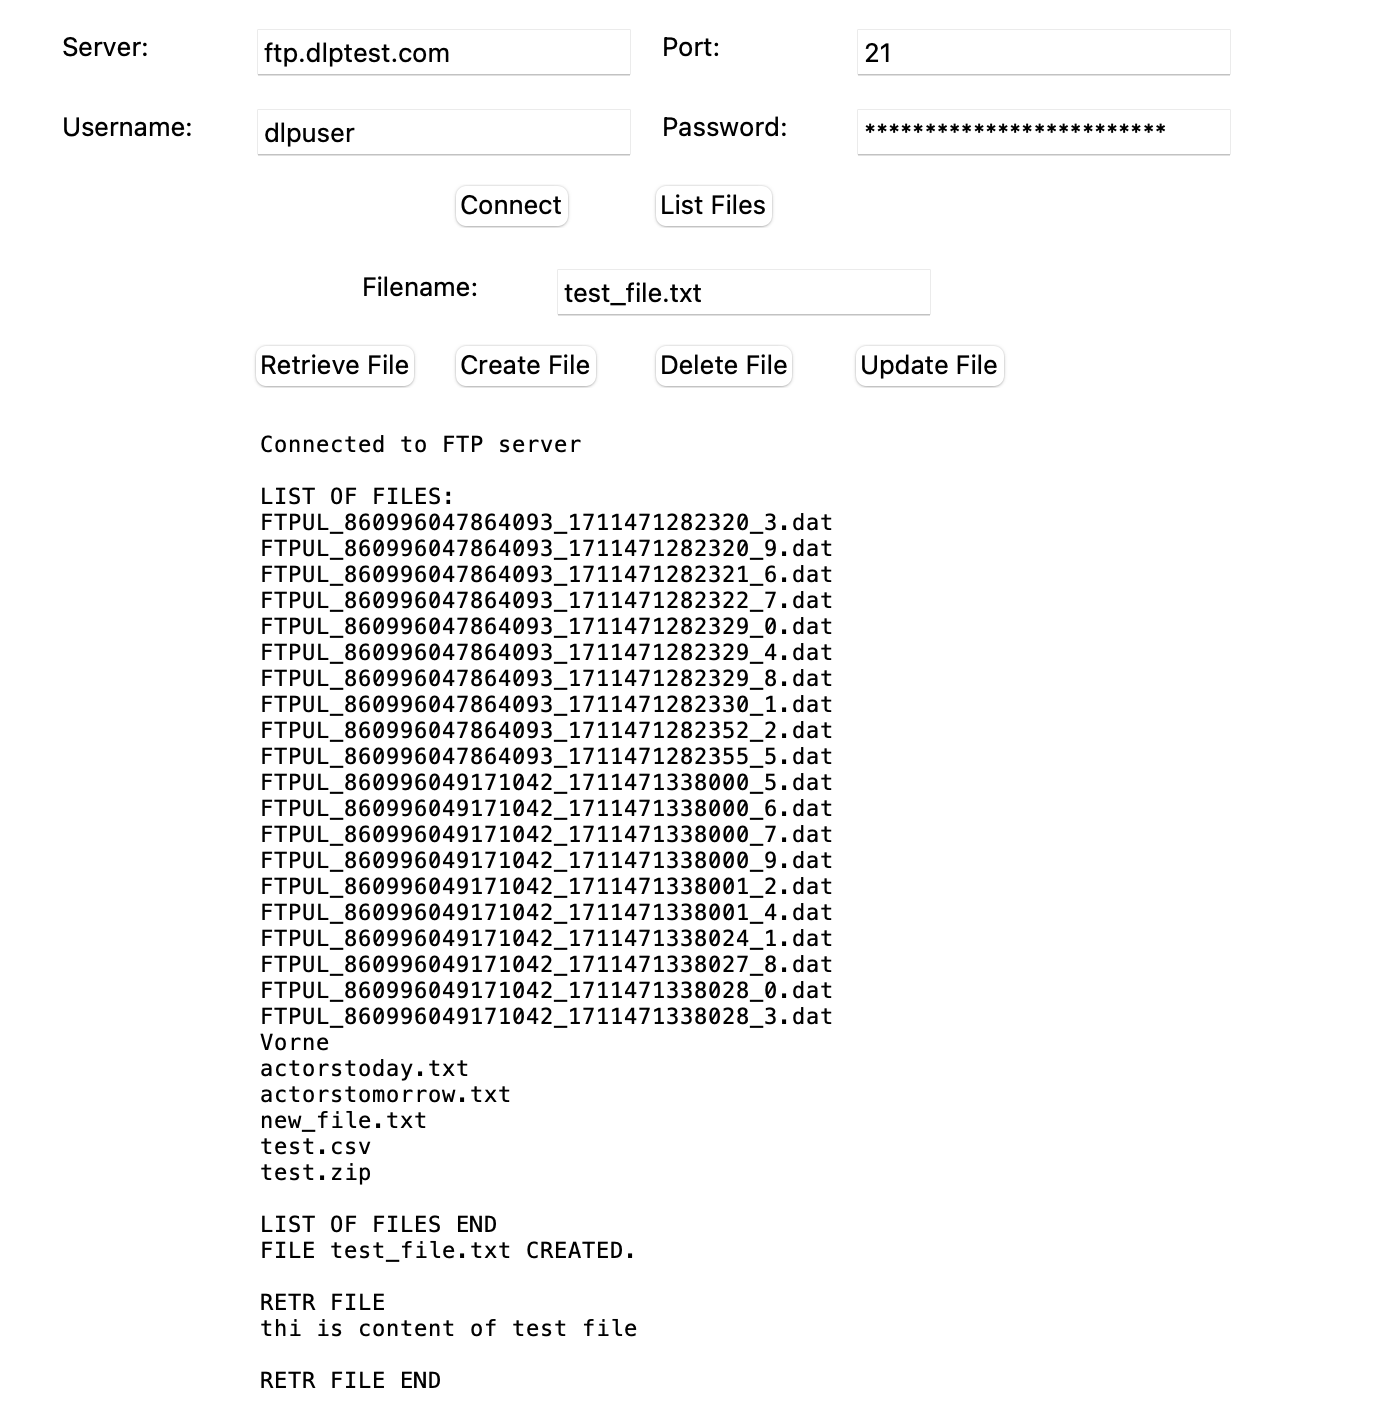 Server: ftp.dlptest.com Port: 21
Username: dlpuser Password: *************************
Connect List Files
Filename: test_file.txt
Retrieve File Create File Delete File Update File
Connected to FTP server
LIST OF FILES:
FTPUL_860996047864093_1711471282320_3.dat
FTPUL_860996047864093_1711471282320_9.dat
FTPUL_860996047864093_1711471282321_6.dat
FTPUL_860996047864093_1711471282322_7.dat
FTPUL_860996047864093_1711471282329_0.dat
FTPUL_860996047864093_1711471282329_4.dat
FTPUL_860996047864093_1711471282329_8.dat
FTPUL_860996047864093_1711471282330_1.dat
FTPUL_860996047864093_1711471282352_2.dat
FTPUL_860996047864093_1711471282355_5.dat
FTPUL_860996049171042_1711471338000_5.dat
FTPUL_860996049171042_1711471338000_6.dat
FTPUL_860996049171042_1711471338000_7.dat
FTPUL_860996049171042_1711471338000_9.dat
FTPUL_860996049171042_1711471338001_2.dat
FTPUL_860996049171042_1711471338001_4.dat
FTPUL_860996049171042_1711471338024_1.dat
FTPUL_860996049171042_1711471338027_8.dat
FTPUL_860996049171042_1711471338028_0.dat
FTPUL_860996049171042_1711471338028_3.dat
Vorne
actorstoday.txt
actorstomorrow.txt
new_file.txt
test.csv
test.zip
LIST OF FILES END
FILE test_file.txt CREATED.
RETR FILE
thi is content of test file
RETR FILE END